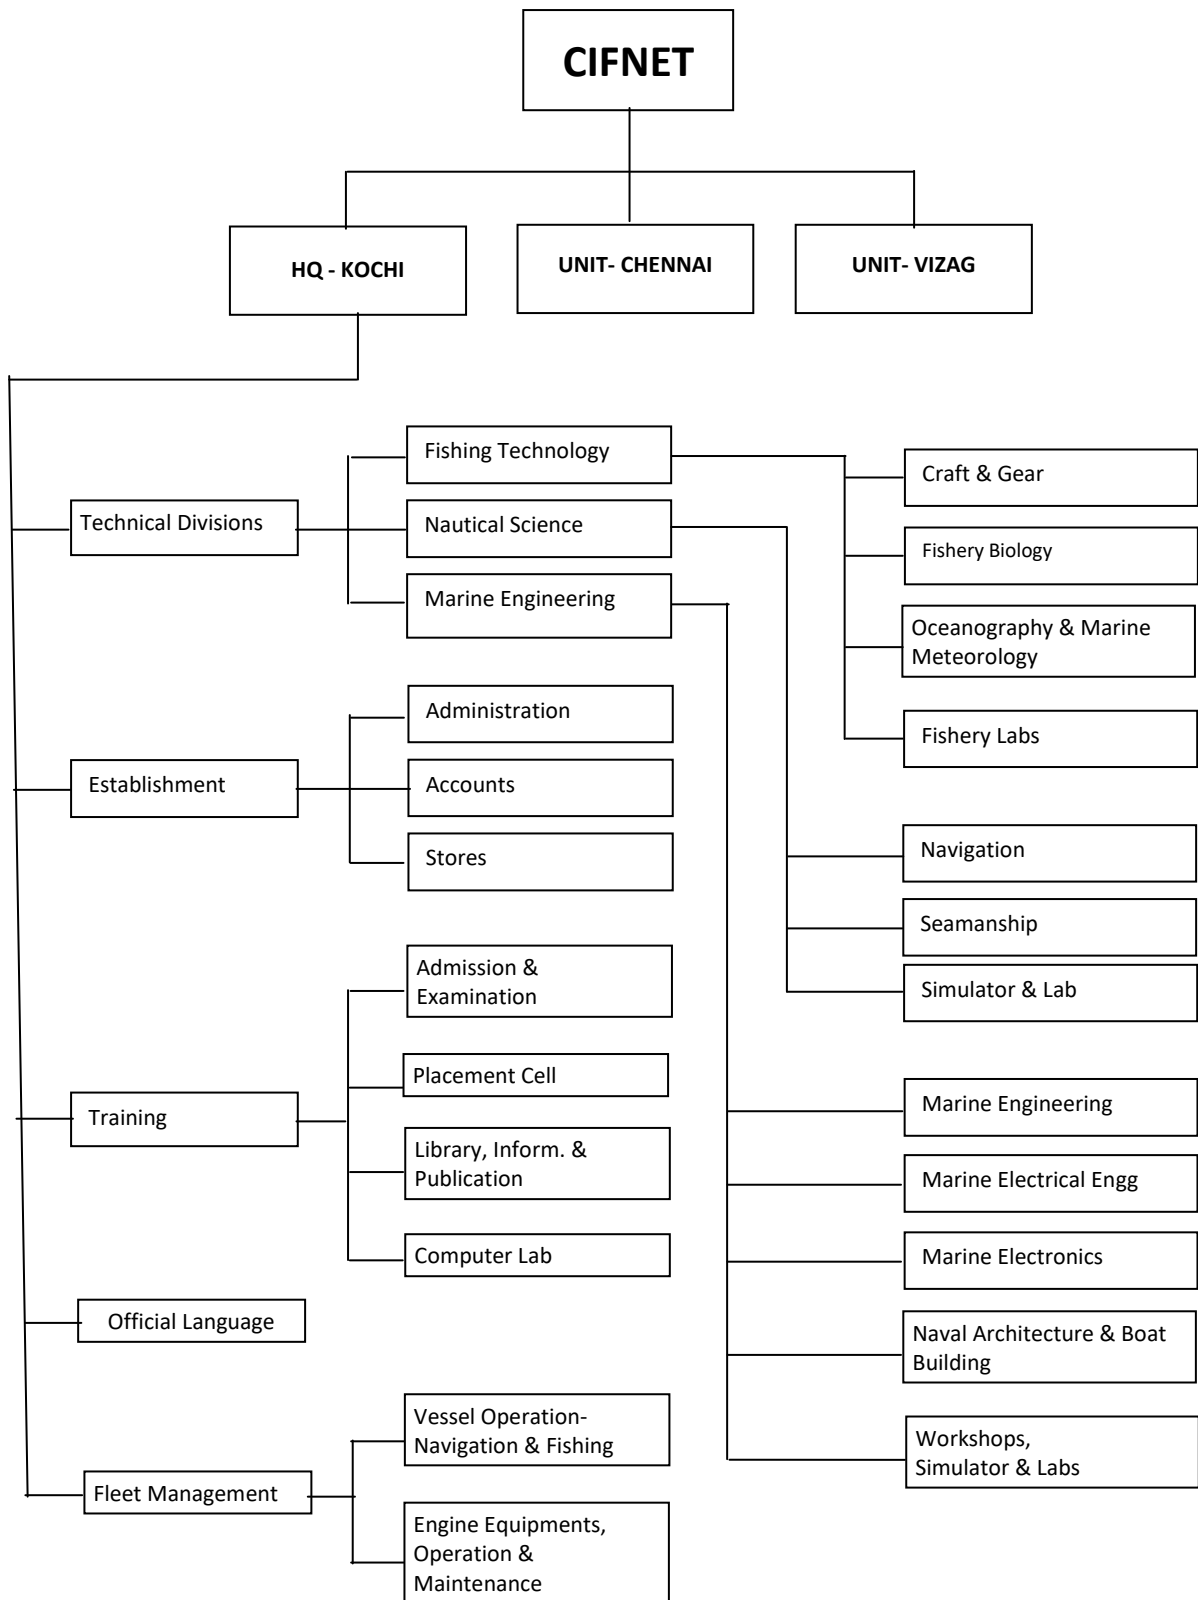 CIFNET
HQ - KOCHI
UNIT- CHENNAI
UNIT- VIZAG
Technical Divisions
Fishing Technology
Nautical Science
Marine Engineering
Craft & Gear
Fishery Biology
Oceanography & Marine
Meteorology
Fishery Labs
Establishment
Administration
Accounts
Stores
Navigation
Seamanship
Simulator & Lab
Training
Admission &
Examination
Placement Cell
Library, Inform. &
Publication
Computer Lab
Marine Engineering
Marine Electrical Engg
Marine Electronics
Naval Architecture & Boat
Building
Workshops,
Simulator & Labs
Official Language
Fleet Management
Vessel Operation-
Navigation & Fishing
Engine Equipments,
Operation &
Maintenance